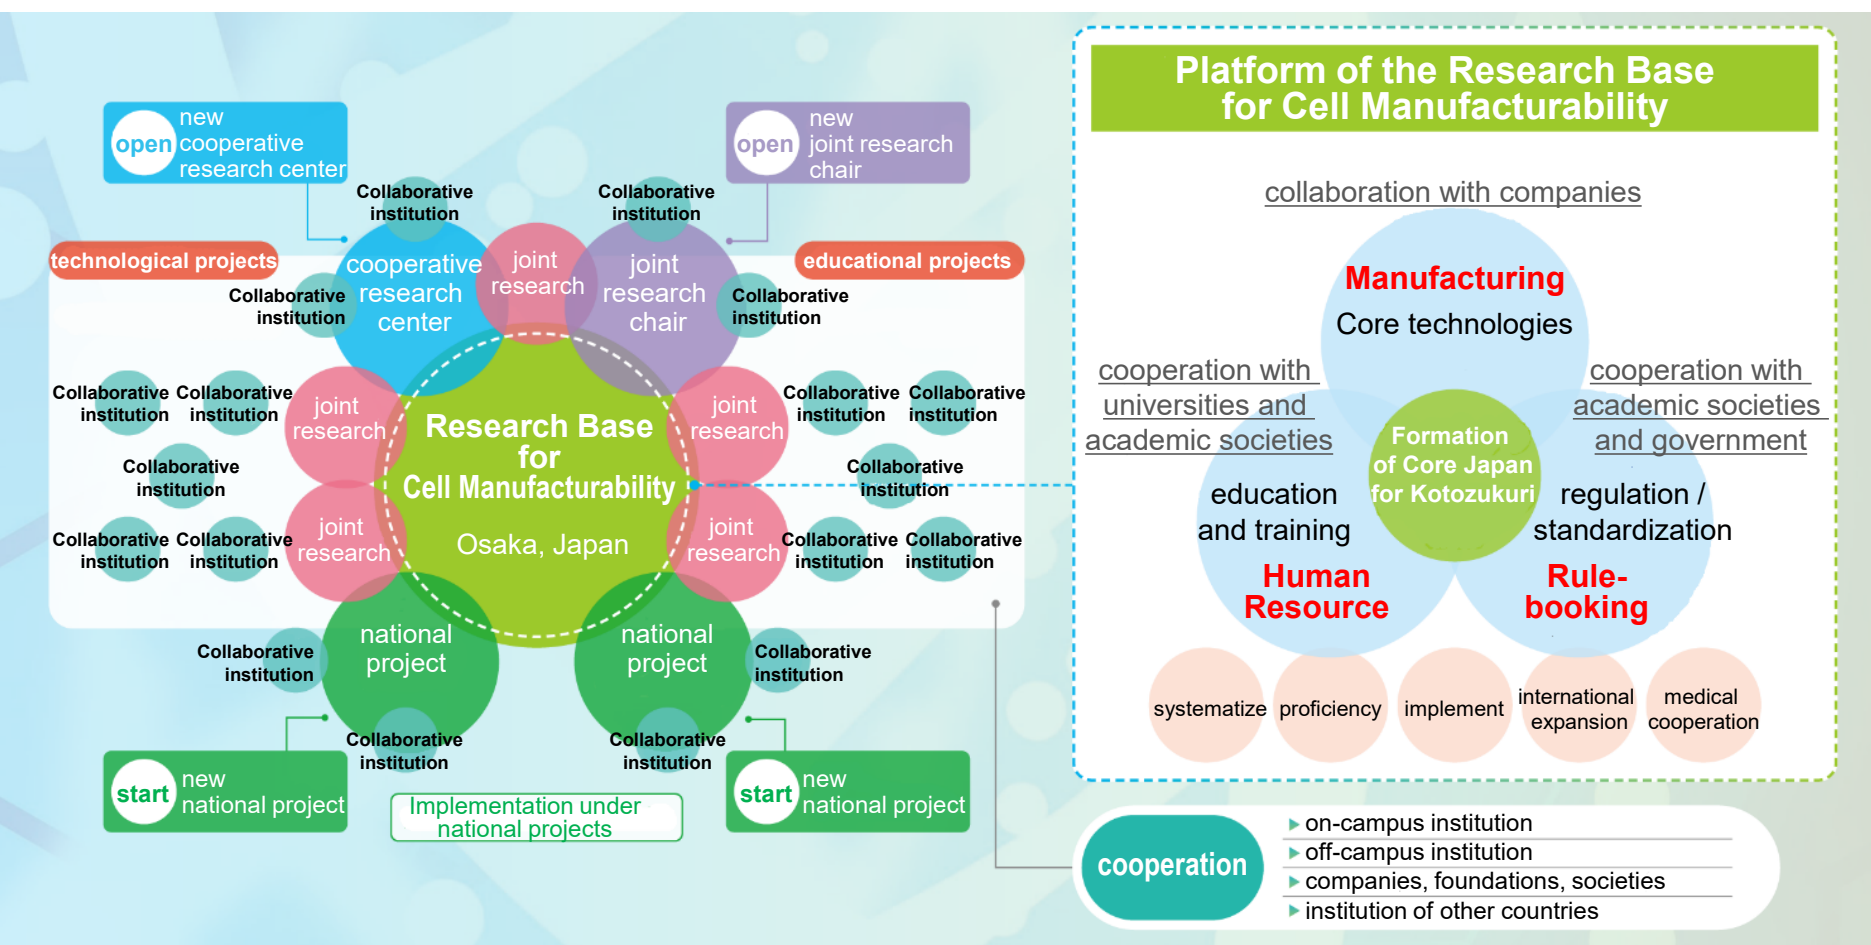 Platform of the Research Base
for Cell Manufacturability
open
new
cooperative
research center
open
new
joint research
chair
Collaborative
institution
Collaborative
institution
technological projects
educational projects
cooperative
research
center
joint
research
joint
research
chair
Collaborative
institution
Collaborative
institution
Collaborative
institution
Collaborative
institution
joint
research
joint
research
Collaborative
institution
Collaborative
institution
Research Base
for
Cell Manufacturability
Osaka, Japan
Collaborative
institution
Collaborative
institution
Collaborative
institution
Collaborative
institution
joint
research
joint
research
Collaborative
institution
Collaborative
institution
national
project
national
project
Collaborative
institution
Collaborative
institution
Collaborative
institution
Collaborative
institution
start
new
national project
Implementation under
national projects
start
new
national project
collaboration with companies
Manufacturing
Core technologies
cooperation with
universities and
academic societies
cooperation with
academic societies
and government
Formation
of Core Japan
for Kotozukuri
education
and training
Human
Resource
regulation /
standardization
Rule-
booking
systematize
proficiency
implement
international
expansion
medical
cooperation
cooperation
on-campus institution
off-campus institution
companies, foundations, societies
institution of other countries